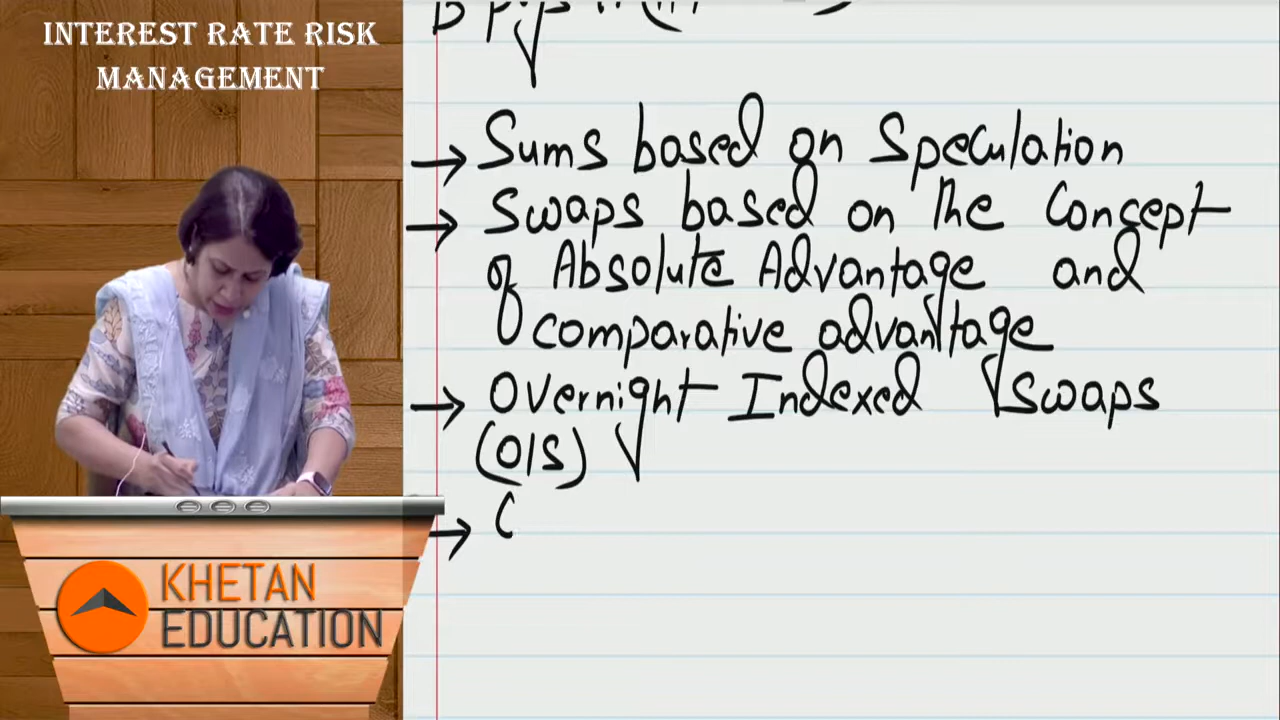 INTEREST RATE RISK
MANAGEMENT
→ Sums based on Speculation
→ Swaps based on The Concept
of Absolute Advantage and
comparative advantage
→ Overnight Indexed Swaps
(OIS)
→ (
KHETAN
EDUCATION